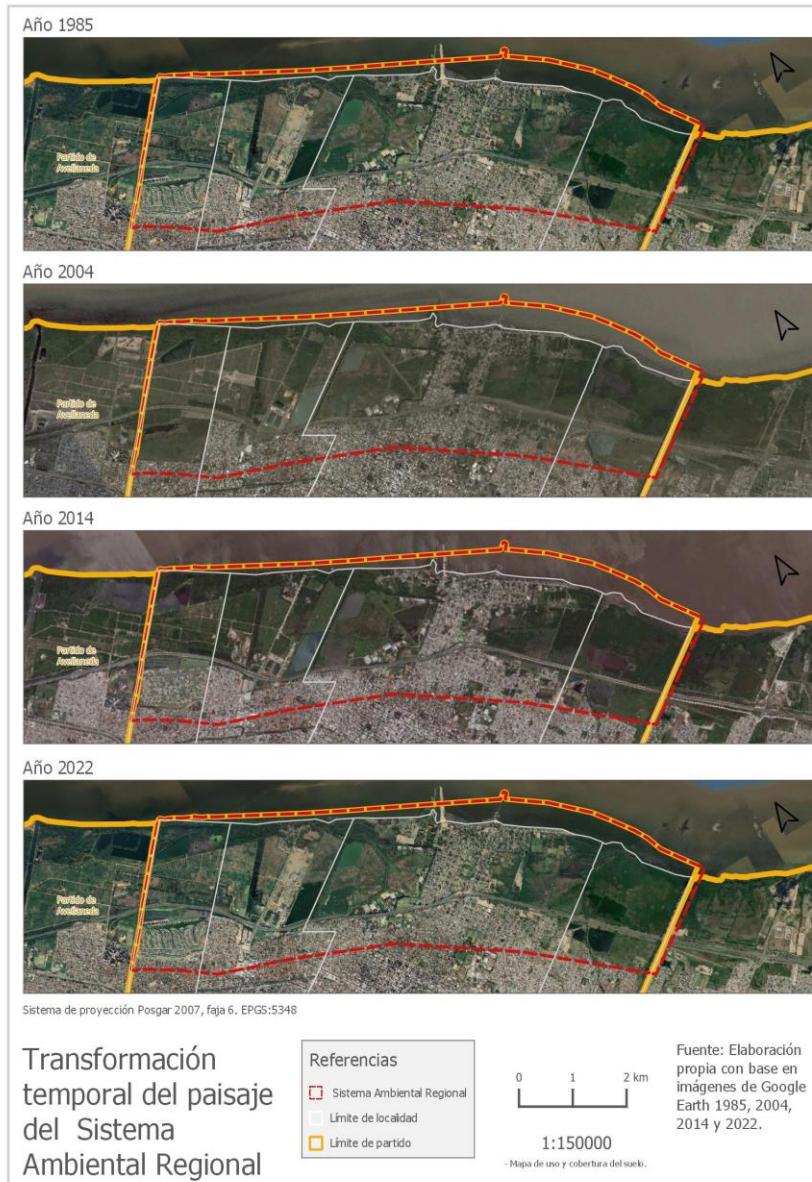 Año 1985
Partido de
Avellaneda
Año 2004
Partido de
Avellaneda
Año 2014
Partido de
Avellaneda
Año 2022
Partido de
Avellaneda
Sistema de proyección Posgar 2007, faja 6. EPGS:5348
Transformación
temporal del paisaje
del Sistema
Ambiental Regional
Referencias
Sistema Ambiental Regional
Límite de localidad
Límite de partido
0 1 2 km
1:150000
- Mapa de uso y cobertura del suelo.
Fuente: Elaboración
propia con base en
imágenes de Google
Earth 1985, 2004,
2014 y 2022.